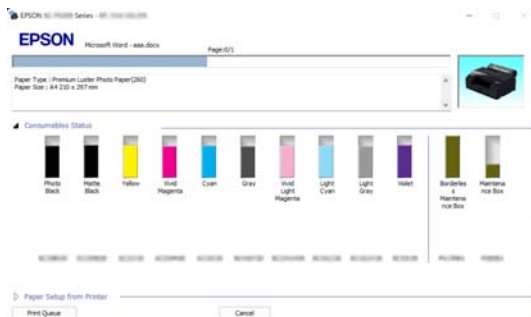 EPSON
Series -
EPSON
Microsoft Word - aaa.docx
Page:0/1
Paper Type : Premium Luster Photo Paper(260)
Paper Size : A4 210 x 297 mm
Consumables Status
Photo Black
Matte Black
Yellow
Vivid Magenta
Cyan
Gray
Vivid Light Magenta
Light Cyan
Light Gray
Violet
Borderles s Maintena nce Box
Maintena nce Box
Paper Setup from Printer
Print Queue
Cancel